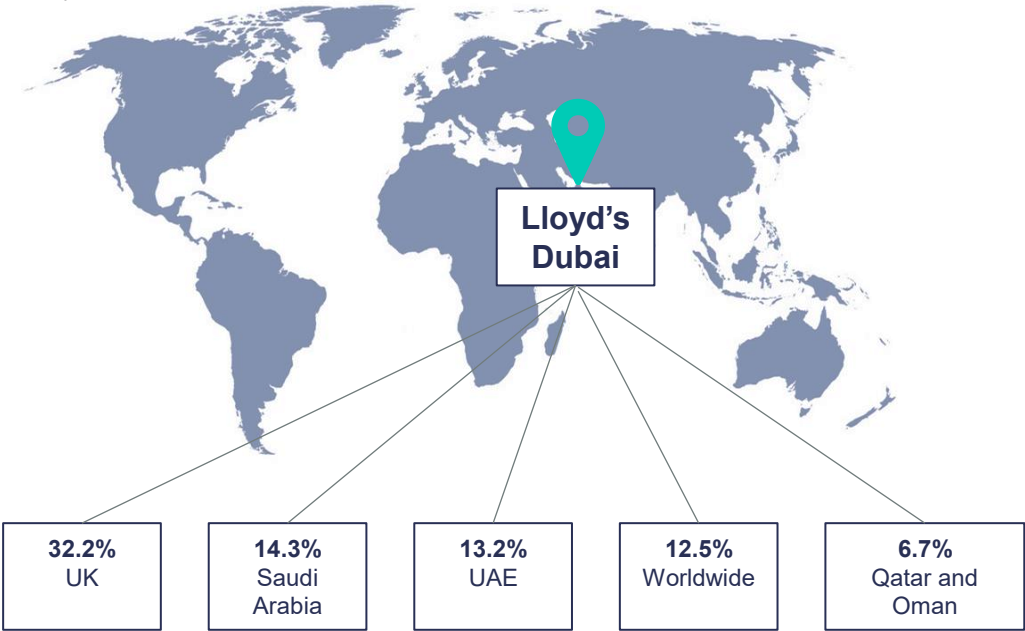 Lloyd’s
Dubai
32.2%
UK
14.3%
Saudi
Arabia
13.2%
UAE
12.5%
Worldwide
6.7%
Qatar and
Oman